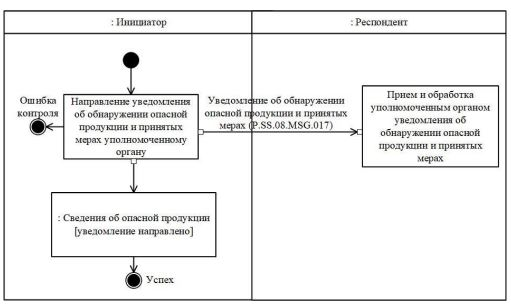 : Инициатор
: Респондент
Ошибка
контроля
Направление уведомления
об обнаружении опасной
продукции и принятых
мерах уполномоченному
органу
Уведомление об обнаружении
опасной продукции и принятых
мерах (P.SS.08.MSG.017)
Прием и обработка
уполномоченным органом
уведомления об
обнаружении опасной
продукции и принятых
мерах
: Сведения об опасной продукции
[уведомление направлено]
Успех